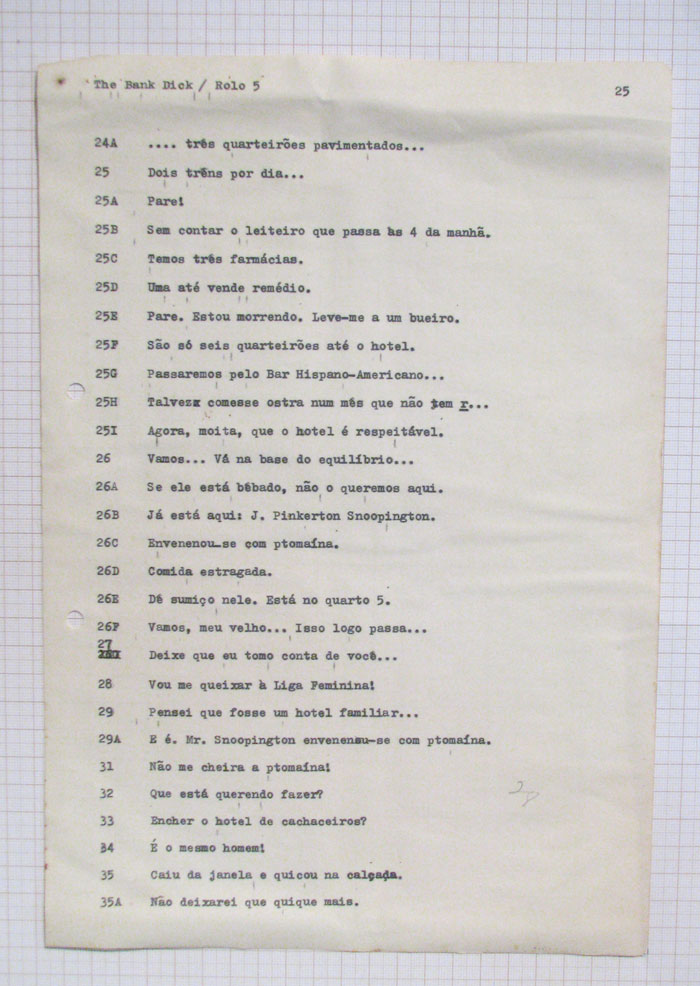 The Bank Dick / Rolo 5
25
24A .... três quarteirões pavimentados...
25 Dois trêns por dia...
25A Pare!
25B Sem contar o leiteiro que passa às 4 da manhã.
25C Temos três farmácias.
25D Uma até vende remédio.
25E Pare. Estou morrendo. Leve-me a um bueiro.
25F São só seis quarteirões até o hotel.
25G Passaremos pelo Bar Hispano-Americano...
25H Talvez comesse ostra num mês que não tem r...
25I Agora, moita, que o hotel é respeitável.
26 Vamos... Vá na base do equilíbrio...
26A Se ele está bêbado, não o queremos aqui.
26B Já está aqui: J. Pinkerton Snoopington.
26C Envenenou-se com ptomaína.
26D Comida estragada.
26E Dê sumiço nele. Está no quarto 5.
26F Vamos, meu velho... Isso logo passa...
27 Deixe que eu tomo conta de você...
28 Vou me queixar à Liga Feminina!
29 Pensei que fosse um hotel familiar...
29A E é. Mr. Snoopington envenenou-se com ptomaína.
31 Não me cheira a ptomaína!
32 Que está querendo fazer?
28
33 Encher o hotel de cachaceiros?
34 É o mesmo homem!
35 Caiu da janela e quicou na calçada.
35A Não deixarei que quique mais.